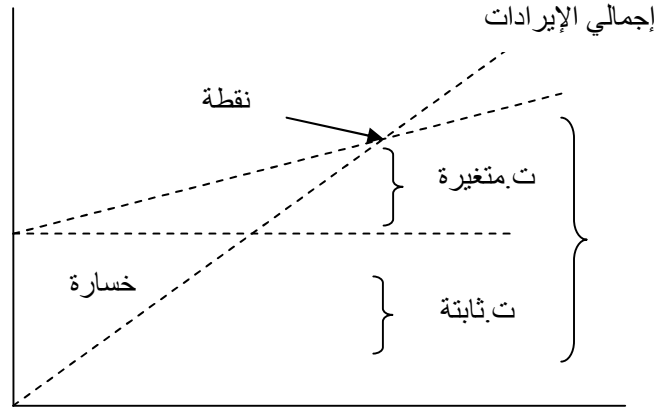 إجمالي الإيرادات
نقطة
ت.متغيرة
خسارة
ت.ثابتة